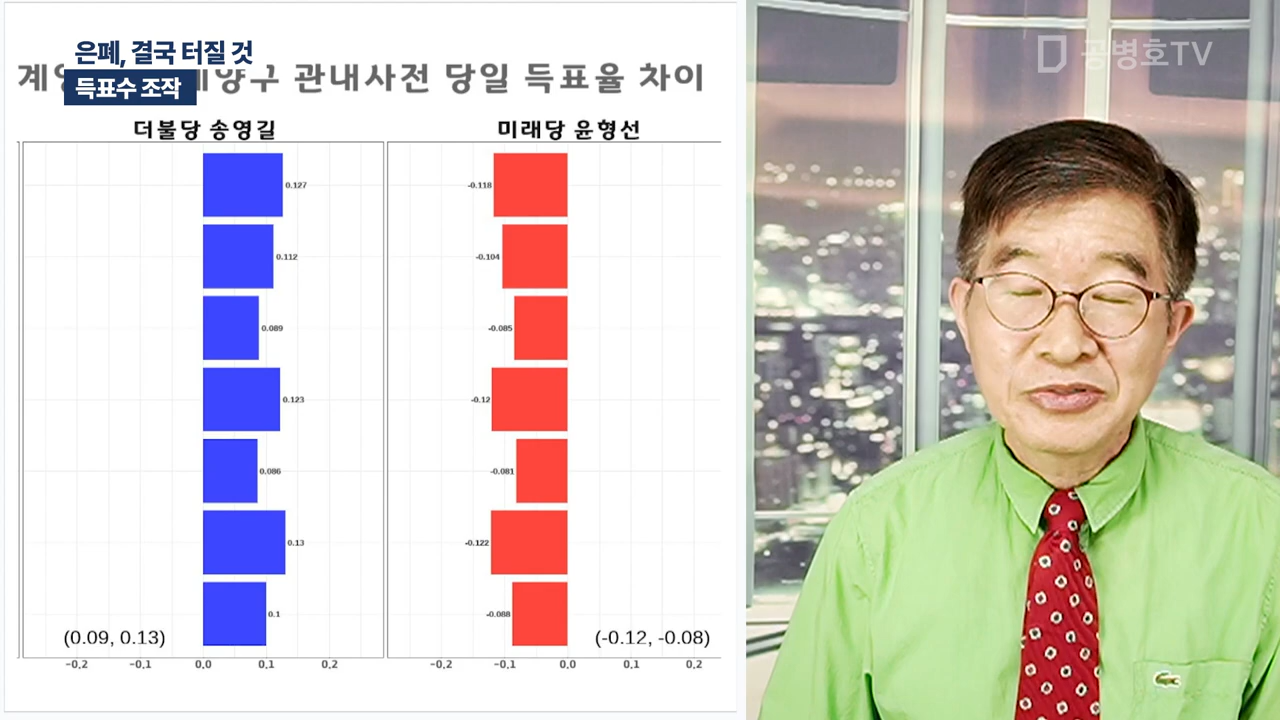 은폐, 결국 터질 것
득표수 조작
계양구 관내사전 당일 득표율 차이
더불당 송영길
미래당 윤형선
0.127
0.112
0.089
0.123
0.086
0.13
0.1
(0.09, 0.13)
-0.2 -0.1 0.0 0.1 0.2
-0.118
-0.104
-0.085
-0.12
-0.081
-0.122
-0.088
(-0.12, -0.08)
-0.2 -0.1 0.0 0.1 0.2
공병호TV